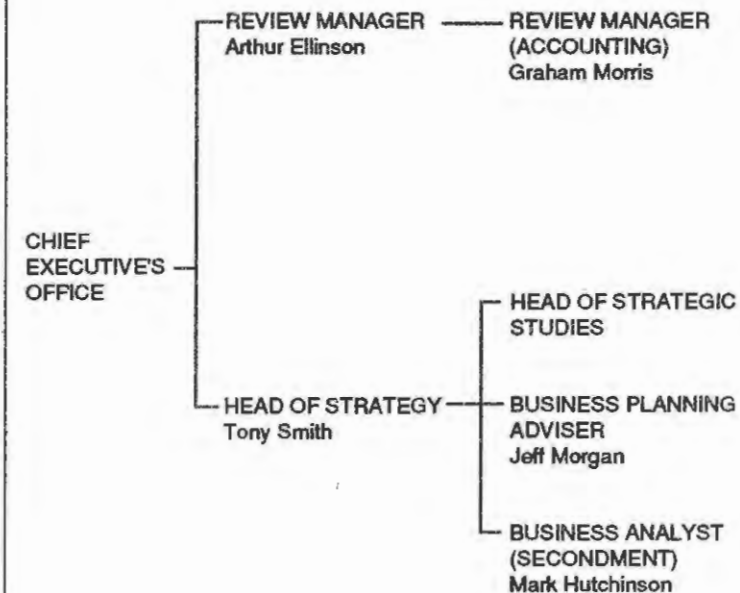 REVIEW MANAGER
Arthur Ellinson
REVIEW MANAGER
(ACCOUNTING)
Graham Morris
CHIEF
EXECUTIVE'S
OFFICE
HEAD OF STRATEGY
Tony Smith
HEAD OF STRATEGIC
STUDIES
BUSINESS PLANNING
ADVISER
Jeff Morgan
BUSINESS ANALYST
(SECONDMENT)
Mark Hutchinson